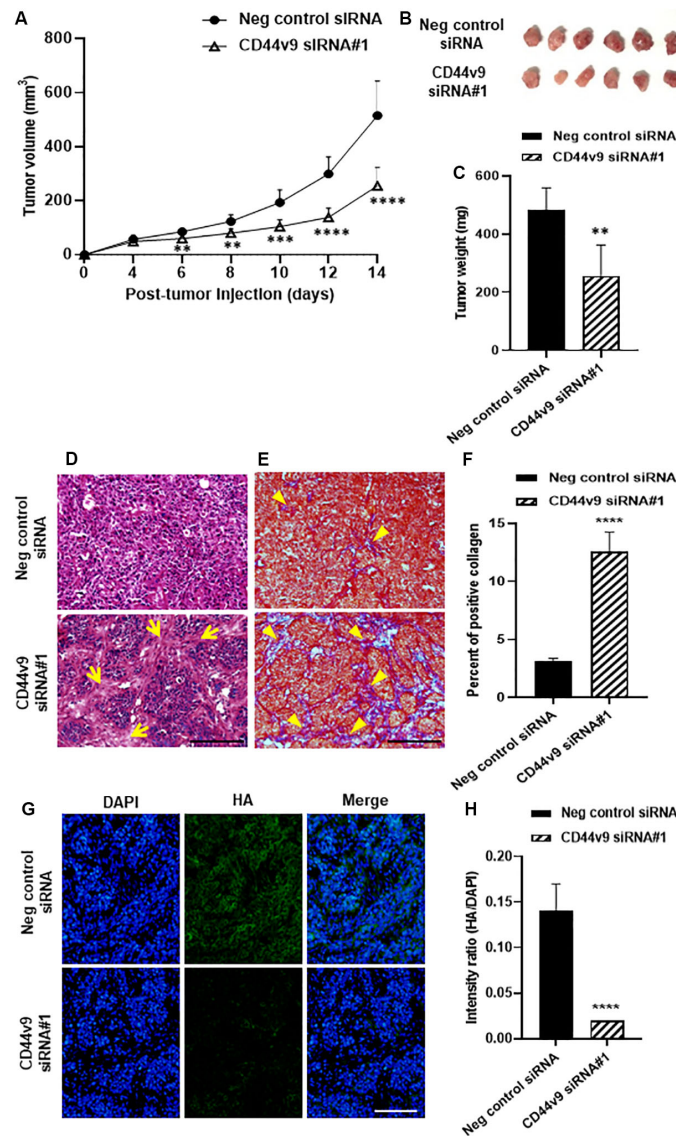 A
Neg control siRNA
CD44v9 siRNA#1
Tumor volume (mm³)
800
600
400
200
0
**
**
***
****
****
0 4 6 8 10 12 14
Post-tumor Injection (days)
B
Neg control
siRNA
CD44v9
siRNA#1
C
Neg control siRNA
CD44v9 siRNA#1
Tumor weight (mg)
600
400
200
0
**
Neg control siRNA
CD44v9 siRNA#1
D
E
Neg control
siRNA
CD44v9
siRNA#1
F
Neg control siRNA
CD44v9 siRNA#1
Percent of positive collagen
15
10
5
0
****
Neg control siRNA
CD44v9 siRNA#1
G
DAPI
HA
Merge
Neg control
siRNA
CD44v9
siRNA#1
H
Neg control siRNA
CD44v9 siRNA#1
Intensity ratio (HA/DAPI)
0.20
0.15
0.10
0.05
0.00
****
Neg control siRNA
CD44v9 siRNA#1